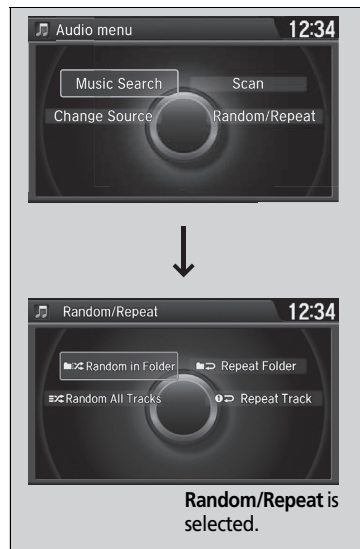 Audio menu 12:34
Music Search Scan
Change Source Random/Repeat
Random/Repeat 12:34
Random in Folder Repeat Folder
Random All Tracks Repeat Track
Random/Repeat is
selected.